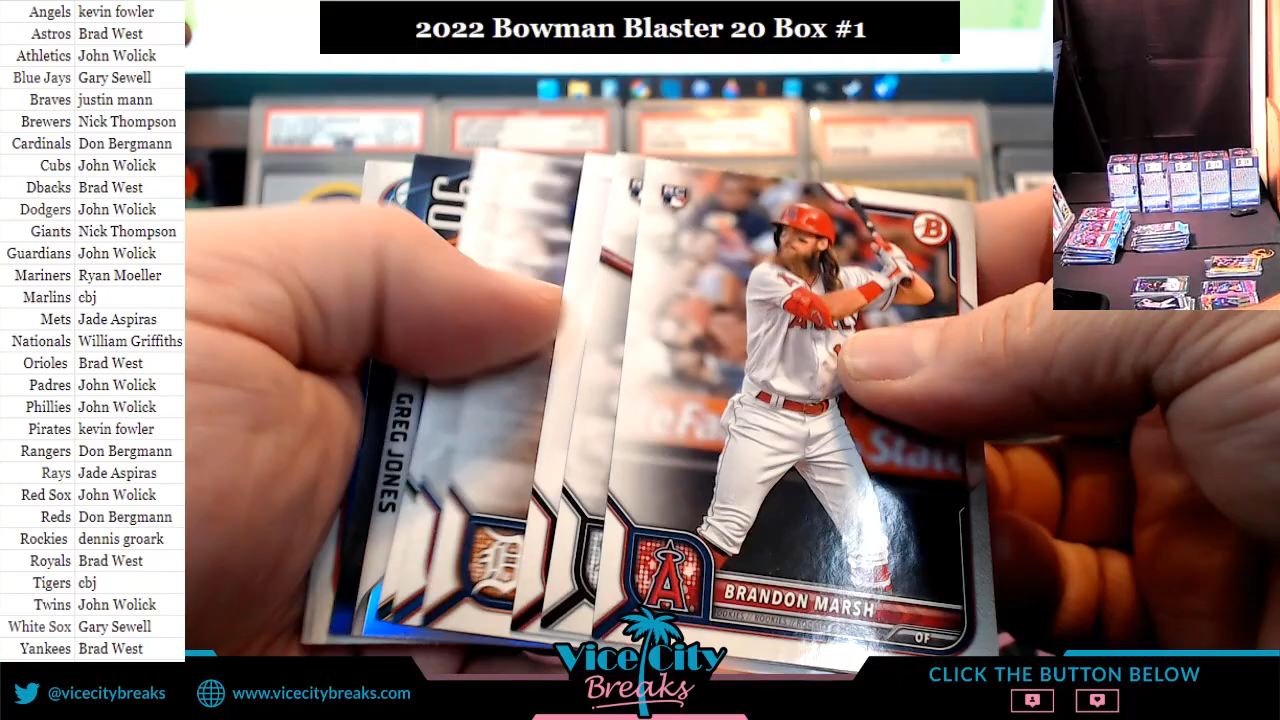 2022 Bowman Blaster 20 Box #1
Angels kevin fowler
Astros Brad West
Athletics John Wolick
Blue Jays Gary Sewell
Braves justin mann
Brewers Nick Thompson
Cardinals Don Bergmann
Cubs John Wolick
Dbacks Brad West
Dodgers John Wolick
Giants Nick Thompson
Guardians John Wolick
Mariners Ryan Moeller
Marlins cbj
Mets Jade Aspiras
Nationals William Griffiths
Orioles Brad West
Padres John Wolick
Phillies John Wolick
Pirates kevin fowler
Rangers Don Bergmann
Rays Jade Aspiras
Red Sox John Wolick
Reds Don Bergmann
Rockies dennis groark
Royals Brad West
Tigers cbj
Twins John Wolick
White Sox Gary Sewell
Yankees Brad West
RC
B
State
GREG JONES
D
A
BRANDON MARSH
OF
Vice City
Breaks
@vicecitybreaks
www.vicecitybreaks.com
CLICK THE BUTTON BELOW